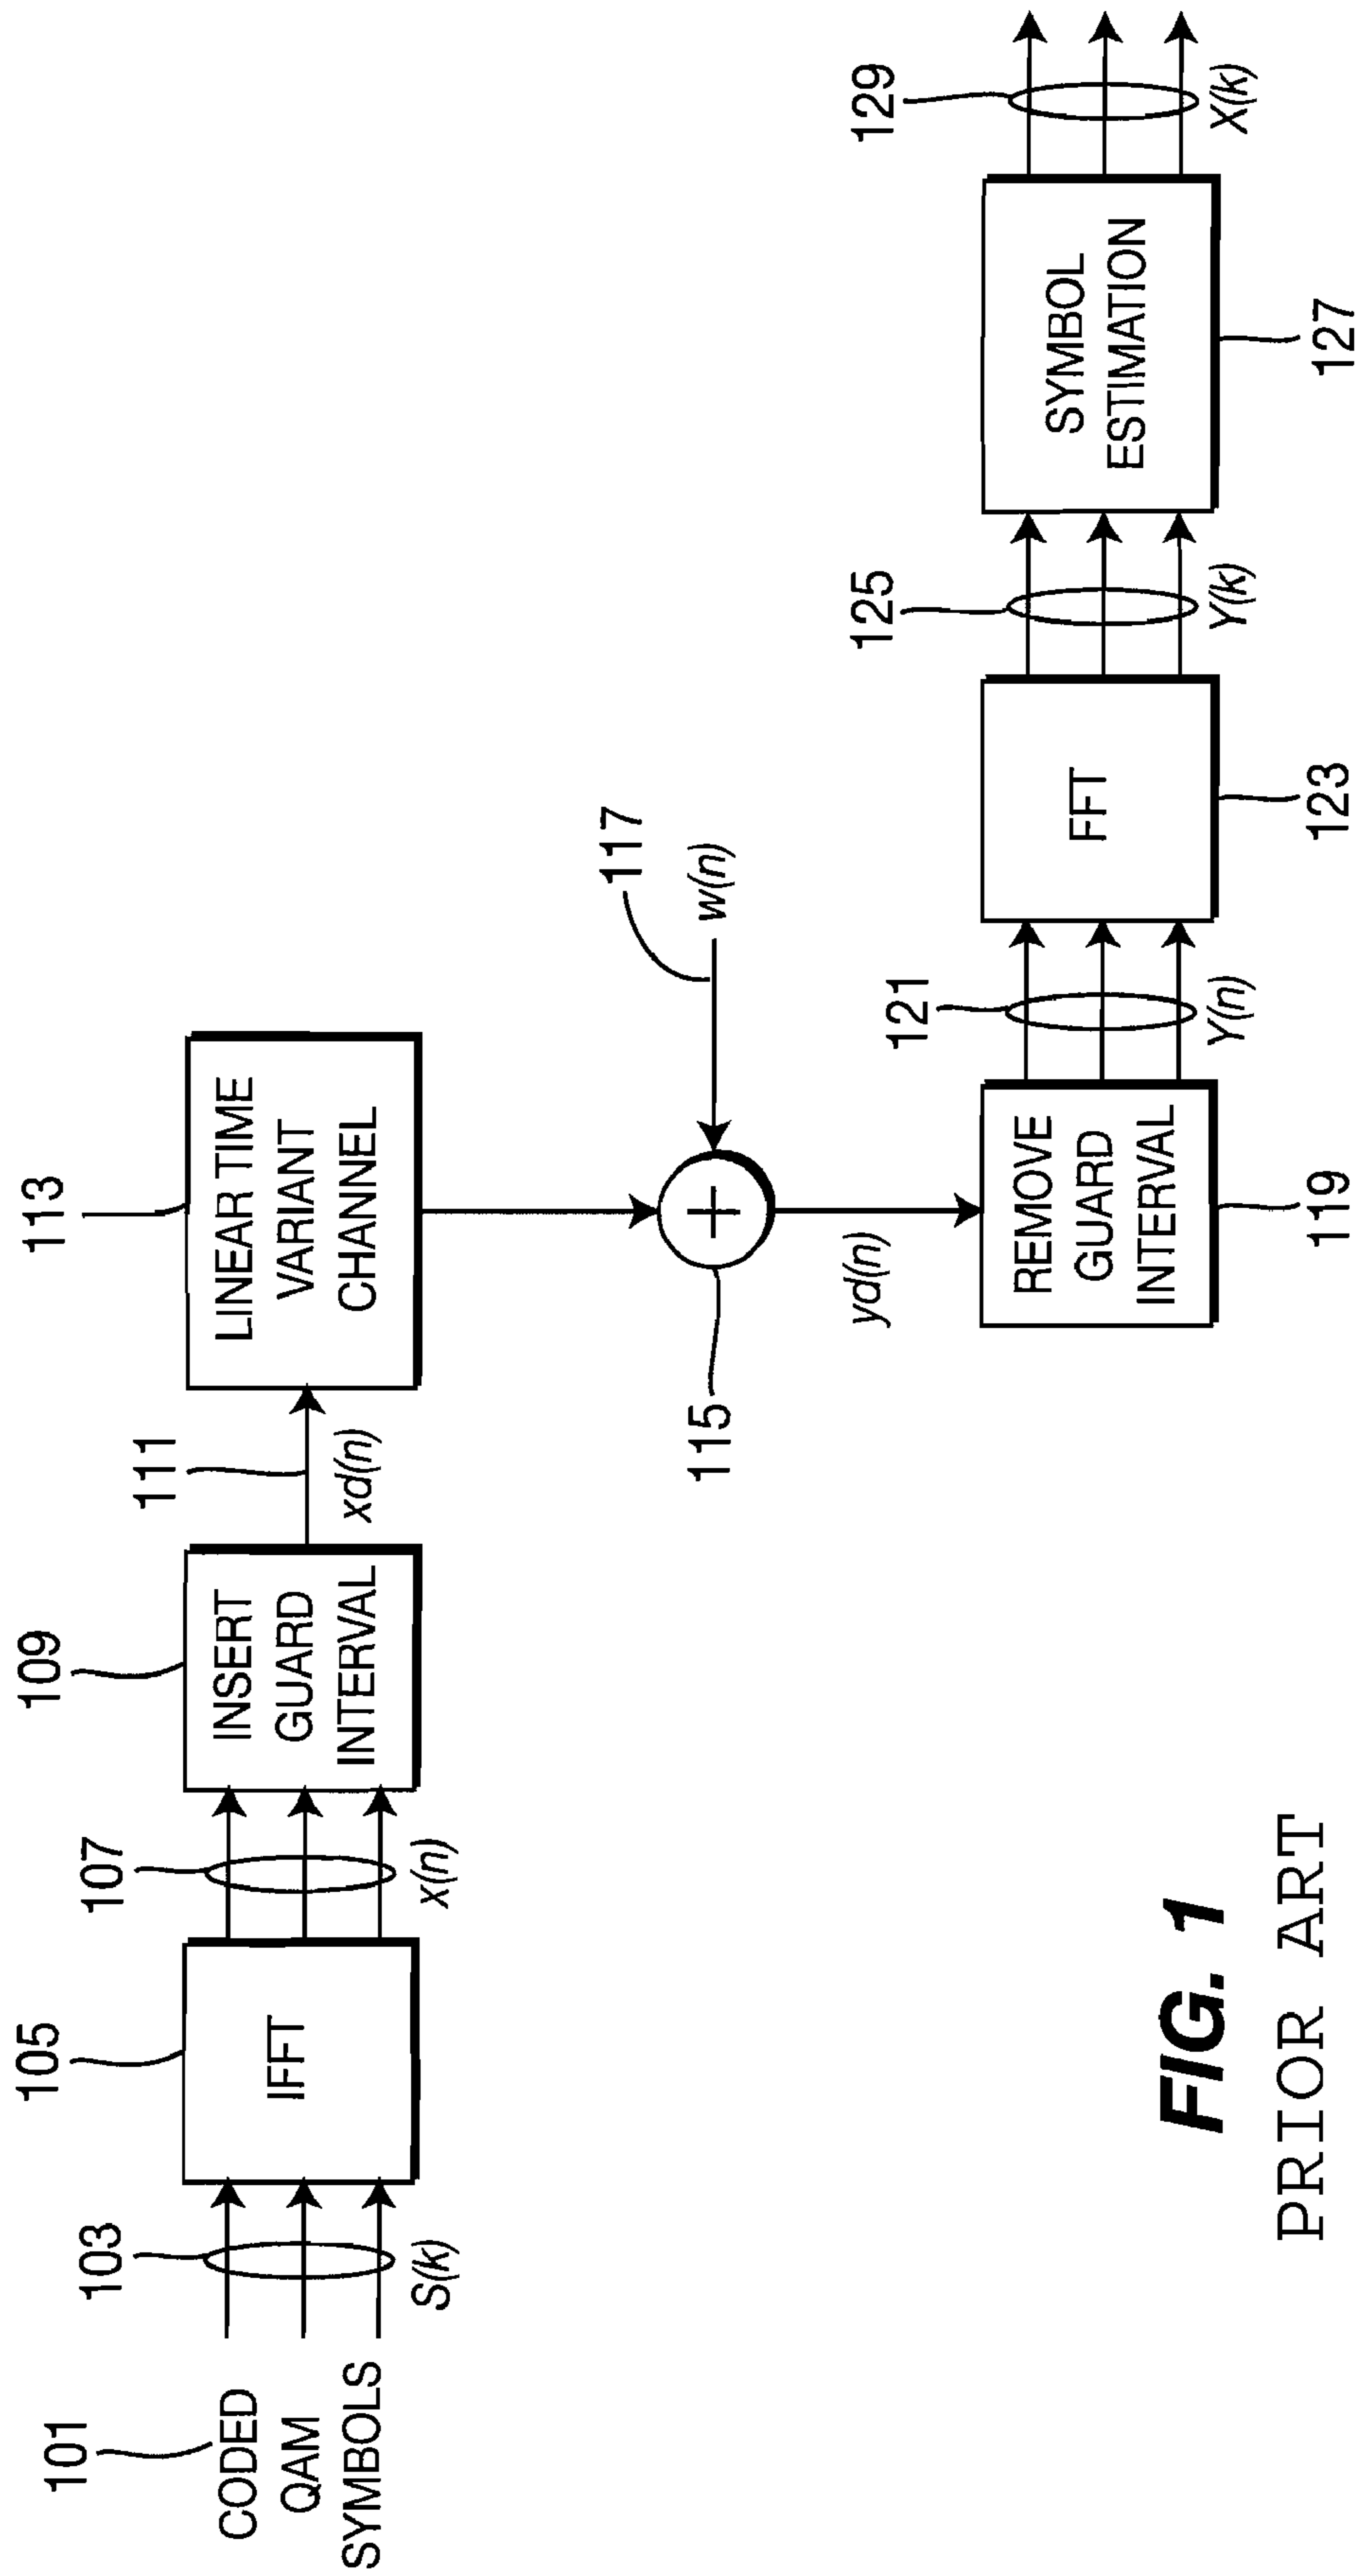 101
CODED
QAM
SYMBOLS
103
S(k)
105
IFFT
107
x(n)
109
INSERT
GUARD
INTERVAL
111
xd(n)
113
LINEAR TIME
VARIANT
CHANNEL
115
+
117
w(n)
yd(n)
REMOVE
GUARD
INTERVAL
119
121
Y(n)
FFT
123
125
Y(k)
SYMBOL
ESTIMATION
127
129
X(k)
FIG. 1
PRIOR ART